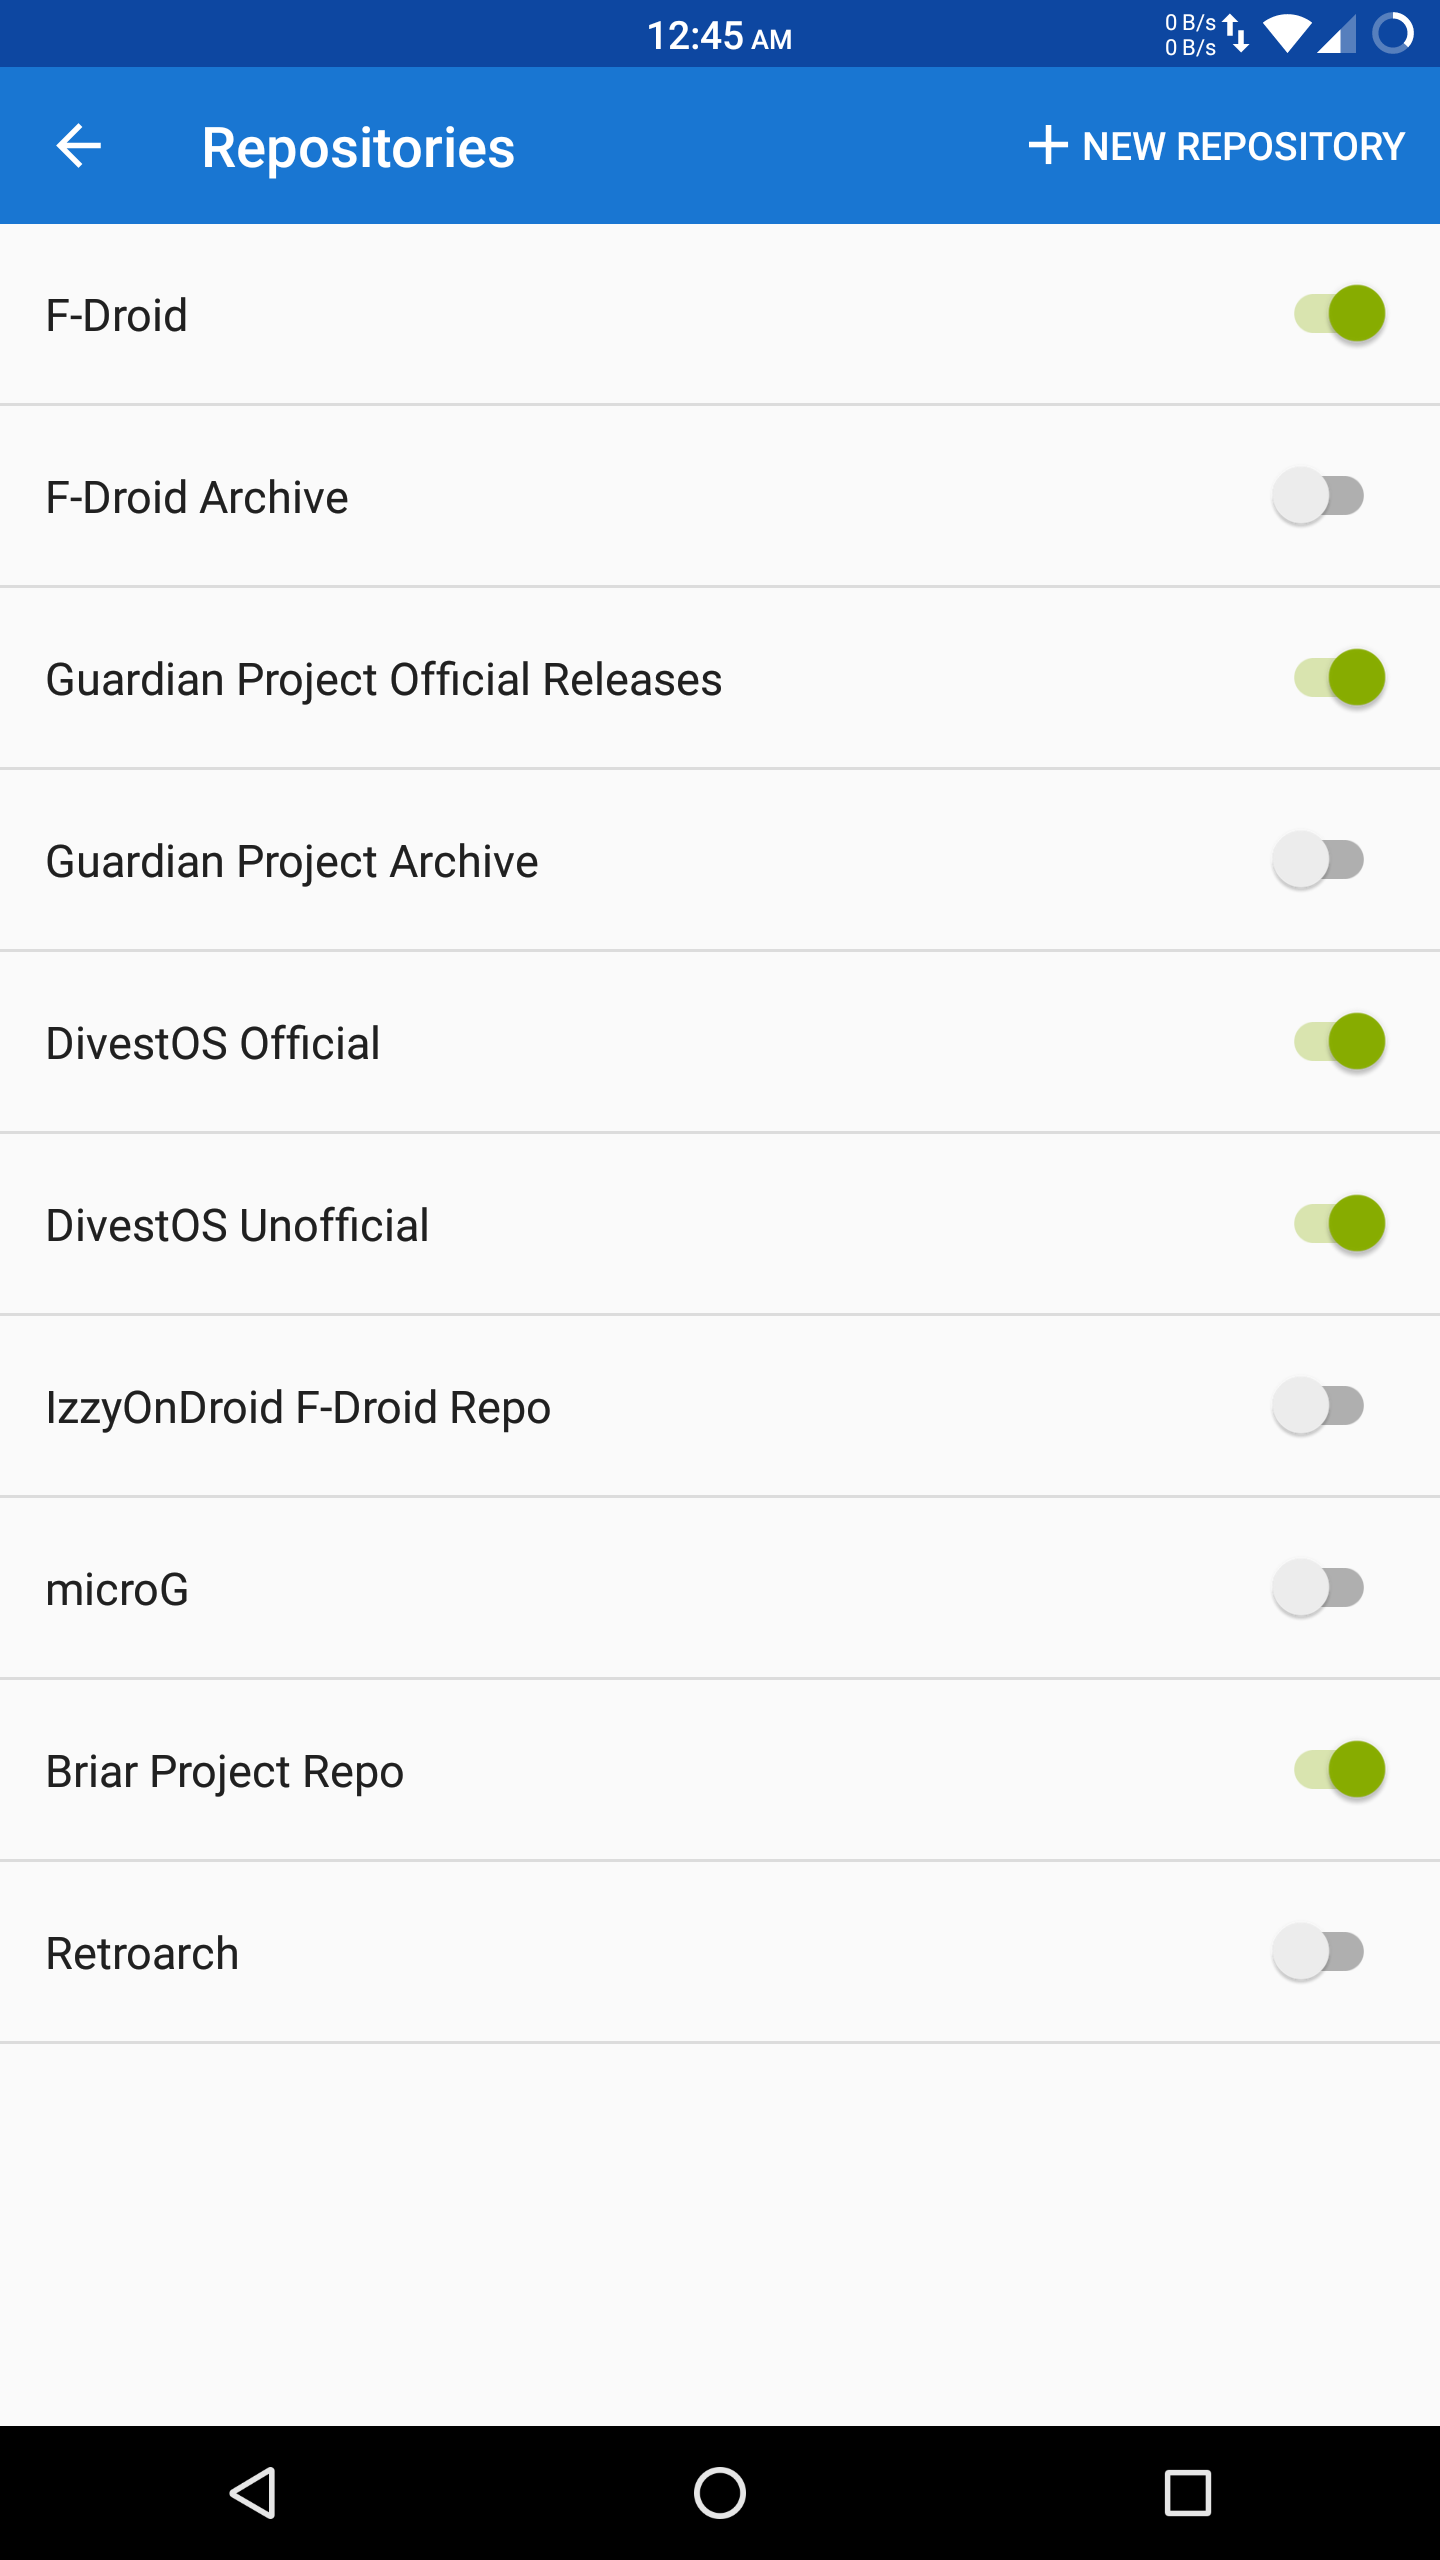 12:45 AM
0 B/s
0 B/s
Repositories
NEW REPOSITORY
F-Droid
F-Droid Archive
Guardian Project Official Releases
Guardian Project Archive
DivestOS Official
DivestOS Unofficial
IzzyOnDroid F-Droid Repo
microG
Briar Project Repo
Retroarch